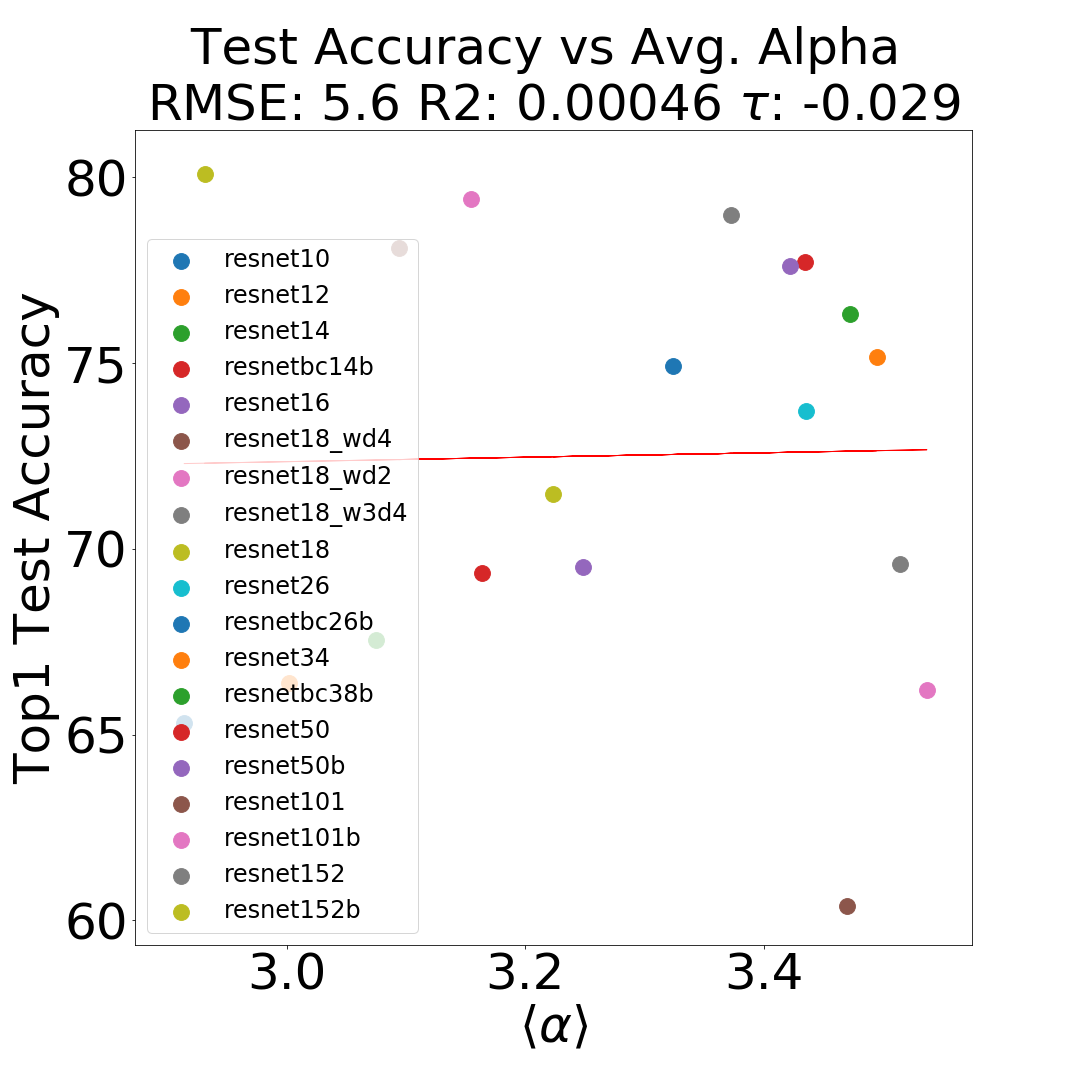 Test Accuracy vs Avg. Alpha
RMSE: 5.6 R2: 0.00046 τ: -0.029
Top1 Test Accuracy
80
75
70
65
60
resnet10
resnet12
resnet14
resnetbc14b
resnet16
resnet18_wd4
resnet18_wd2
resnet18_w3d4
resnet18
resnet26
resnetbc26b
resnet34
resnetbc38b
resnet50
resnet50b
resnet101
resnet101b
resnet152
resnet152b
3.0 3.2 3.4
⟨α⟩